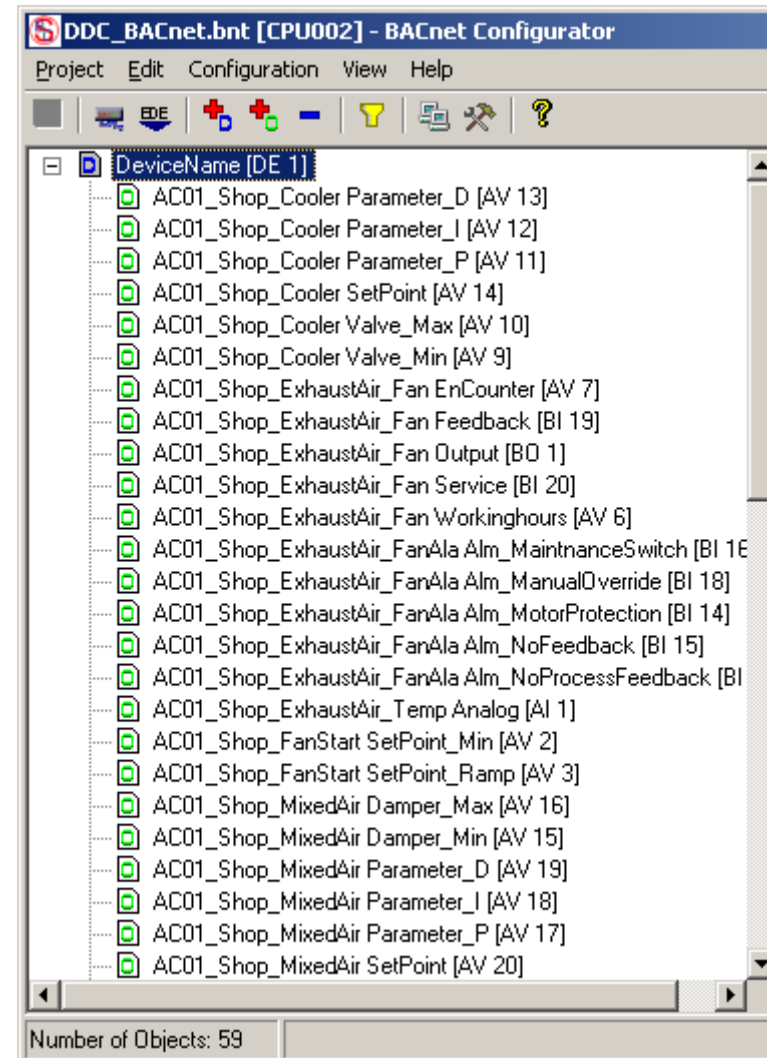 DDC_BACnet.bnt [CPU002] - BACnet Configurator
Project Edit Configuration View Help
EDE D
DeviceName [DE 1]
AC01_Shop_Cooler Parameter_D [AV 13]
AC01_Shop_Cooler Parameter_I [AV 12]
AC01_Shop_Cooler Parameter_P [AV 11]
AC01_Shop_Cooler SetPoint [AV 14]
AC01_Shop_Cooler Valve_Max [AV 10]
AC01_Shop_Cooler Valve_Min [AV 9]
AC01_Shop_ExhaustAir_Fan EnCounter [AV 7]
AC01_Shop_ExhaustAir_Fan Feedback [BI 19]
AC01_Shop_ExhaustAir_Fan Output [BO 1]
AC01_Shop_ExhaustAir_Fan Service [BI 20]
AC01_Shop_ExhaustAir_Fan Workinghours [AV 6]
AC01_Shop_ExhaustAir_FanAla Alm_MaintnanceSwitch [BI 16
AC01_Shop_ExhaustAir_FanAla Alm_ManualOverride [BI 18]
AC01_Shop_ExhaustAir_FanAla Alm_MotorProtection [BI 14]
AC01_Shop_ExhaustAir_FanAla Alm_NoFeedback [BI 15]
AC01_Shop_ExhaustAir_FanAla Alm_NoProcessFeedback [BI
AC01_Shop_ExhaustAir_Temp Analog [AI 1]
AC01_Shop_FanStart SetPoint_Min [AV 2]
AC01_Shop_FanStart SetPoint_Ramp [AV 3]
AC01_Shop_MixedAir Damper_Max [AV 16]
AC01_Shop_MixedAir Damper_Min [AV 15]
AC01_Shop_MixedAir Parameter_D [AV 19]
AC01_Shop_MixedAir Parameter_I [AV 18]
AC01_Shop_MixedAir Parameter_P [AV 17]
AC01_Shop_MixedAir SetPoint [AV 20]
Number of Objects: 59